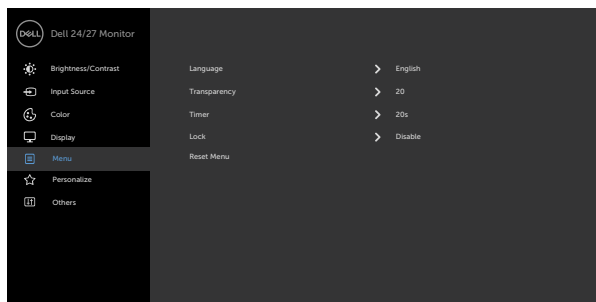 DELL Dell 24/27 Monitor
Brightness/Contrast
Input Source
Color
Display
Menu
Personalize
Others
Language English
Transparency 20
Timer 20s
Lock Disable
Reset Menu